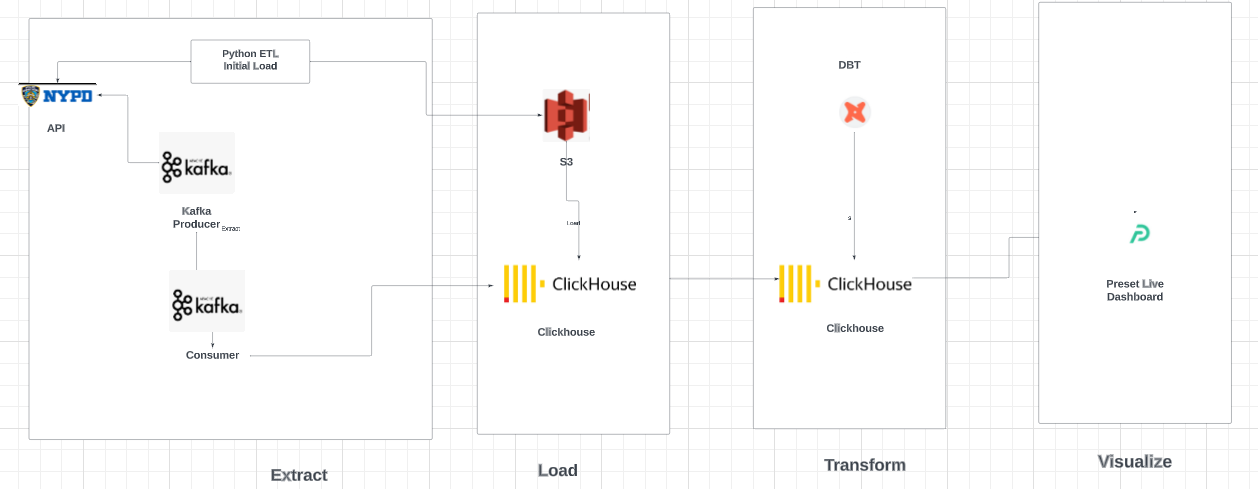 Python ETL
Initial Load
NYPD
API
kafka
Kafka
Producer
Extract
kafka
Consumer
Extract
S3
Load
ClickHouse
Clickhouse
Load
DBT
s
ClickHouse
Clickhouse
Transform
Preset Live
Dashboard
Visualize